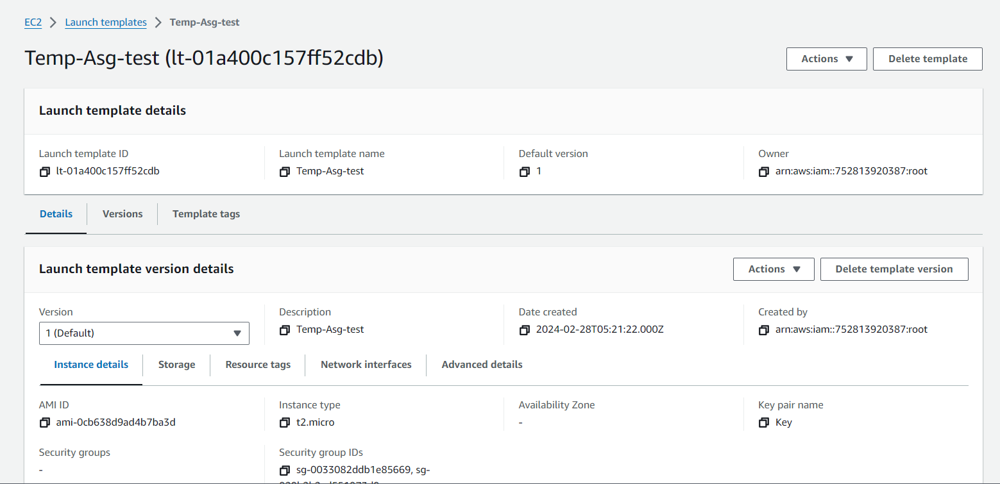 EC2 > Launch templates > Temp-Asg-test
Temp-Asg-test (lt-01a400c157ff52cdb)
Actions ▼
Delete template
Launch template details
Launch template ID
lt-01a400c157ff52cdb
Launch template name
Temp-Asg-test
Default version
1
Owner
arn:aws:iam::752813920387:root
Details
Versions
Template tags
Launch template version details
Actions ▼
Delete template version
Version
1 (Default)
Description
Temp-Asg-test
Date created
2024-02-28T05:21:22.000Z
Created by
arn:aws:iam::752813920387:root
Instance details
Storage
Resource tags
Network interfaces
Advanced details
AMI ID
ami-0cb638d9ad4b7ba3d
Instance type
t2.micro
Availability Zone
-
Key pair name
Key
Security groups
-
Security group IDs
sg-0033082ddb1e85669, sg-